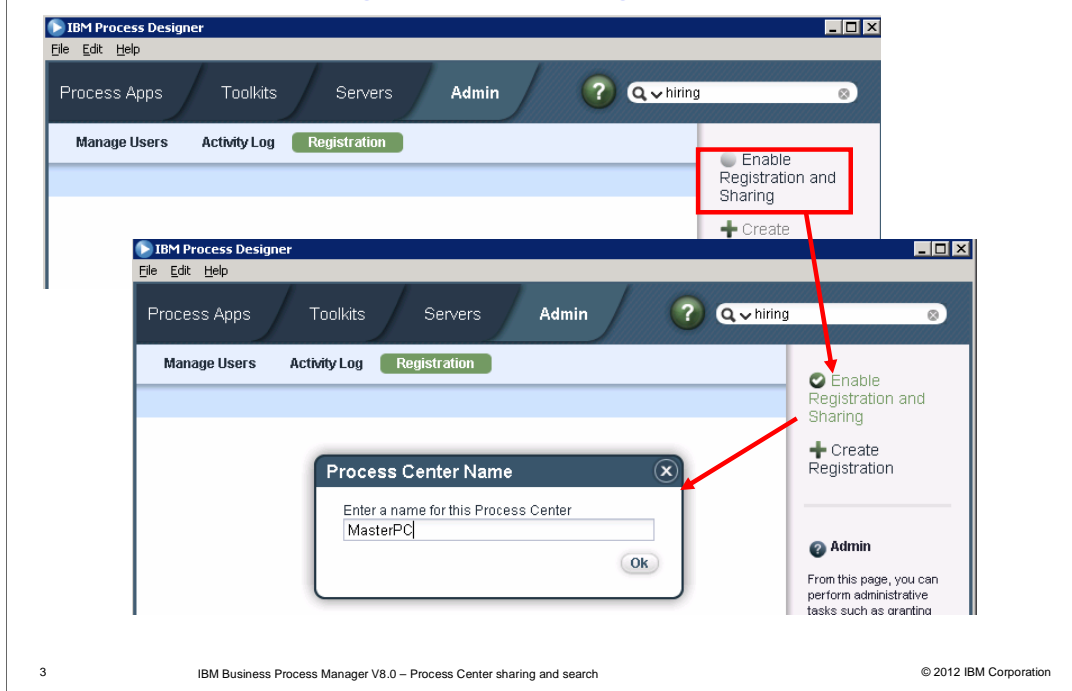 IBM Process Designer
File Edit Help
Process Apps Toolkits Servers Admin ? hiring
Manage Users Activity Log Registration
Enable
Registration and
Sharing
Create
IBM Process Designer
File Edit Help
Process Apps Toolkits Servers Admin ? hiring
Manage Users Activity Log Registration
Enable
Registration and
Sharing
Create
Registration
Process Center Name
Enter a name for this Process Center
MasterPC
Ok
? Admin
From this page, you can
perform administrative
tasks such as granting
3 IBM Business Process Manager V8.0 – Process Center sharing and search © 2012 IBM Corporation